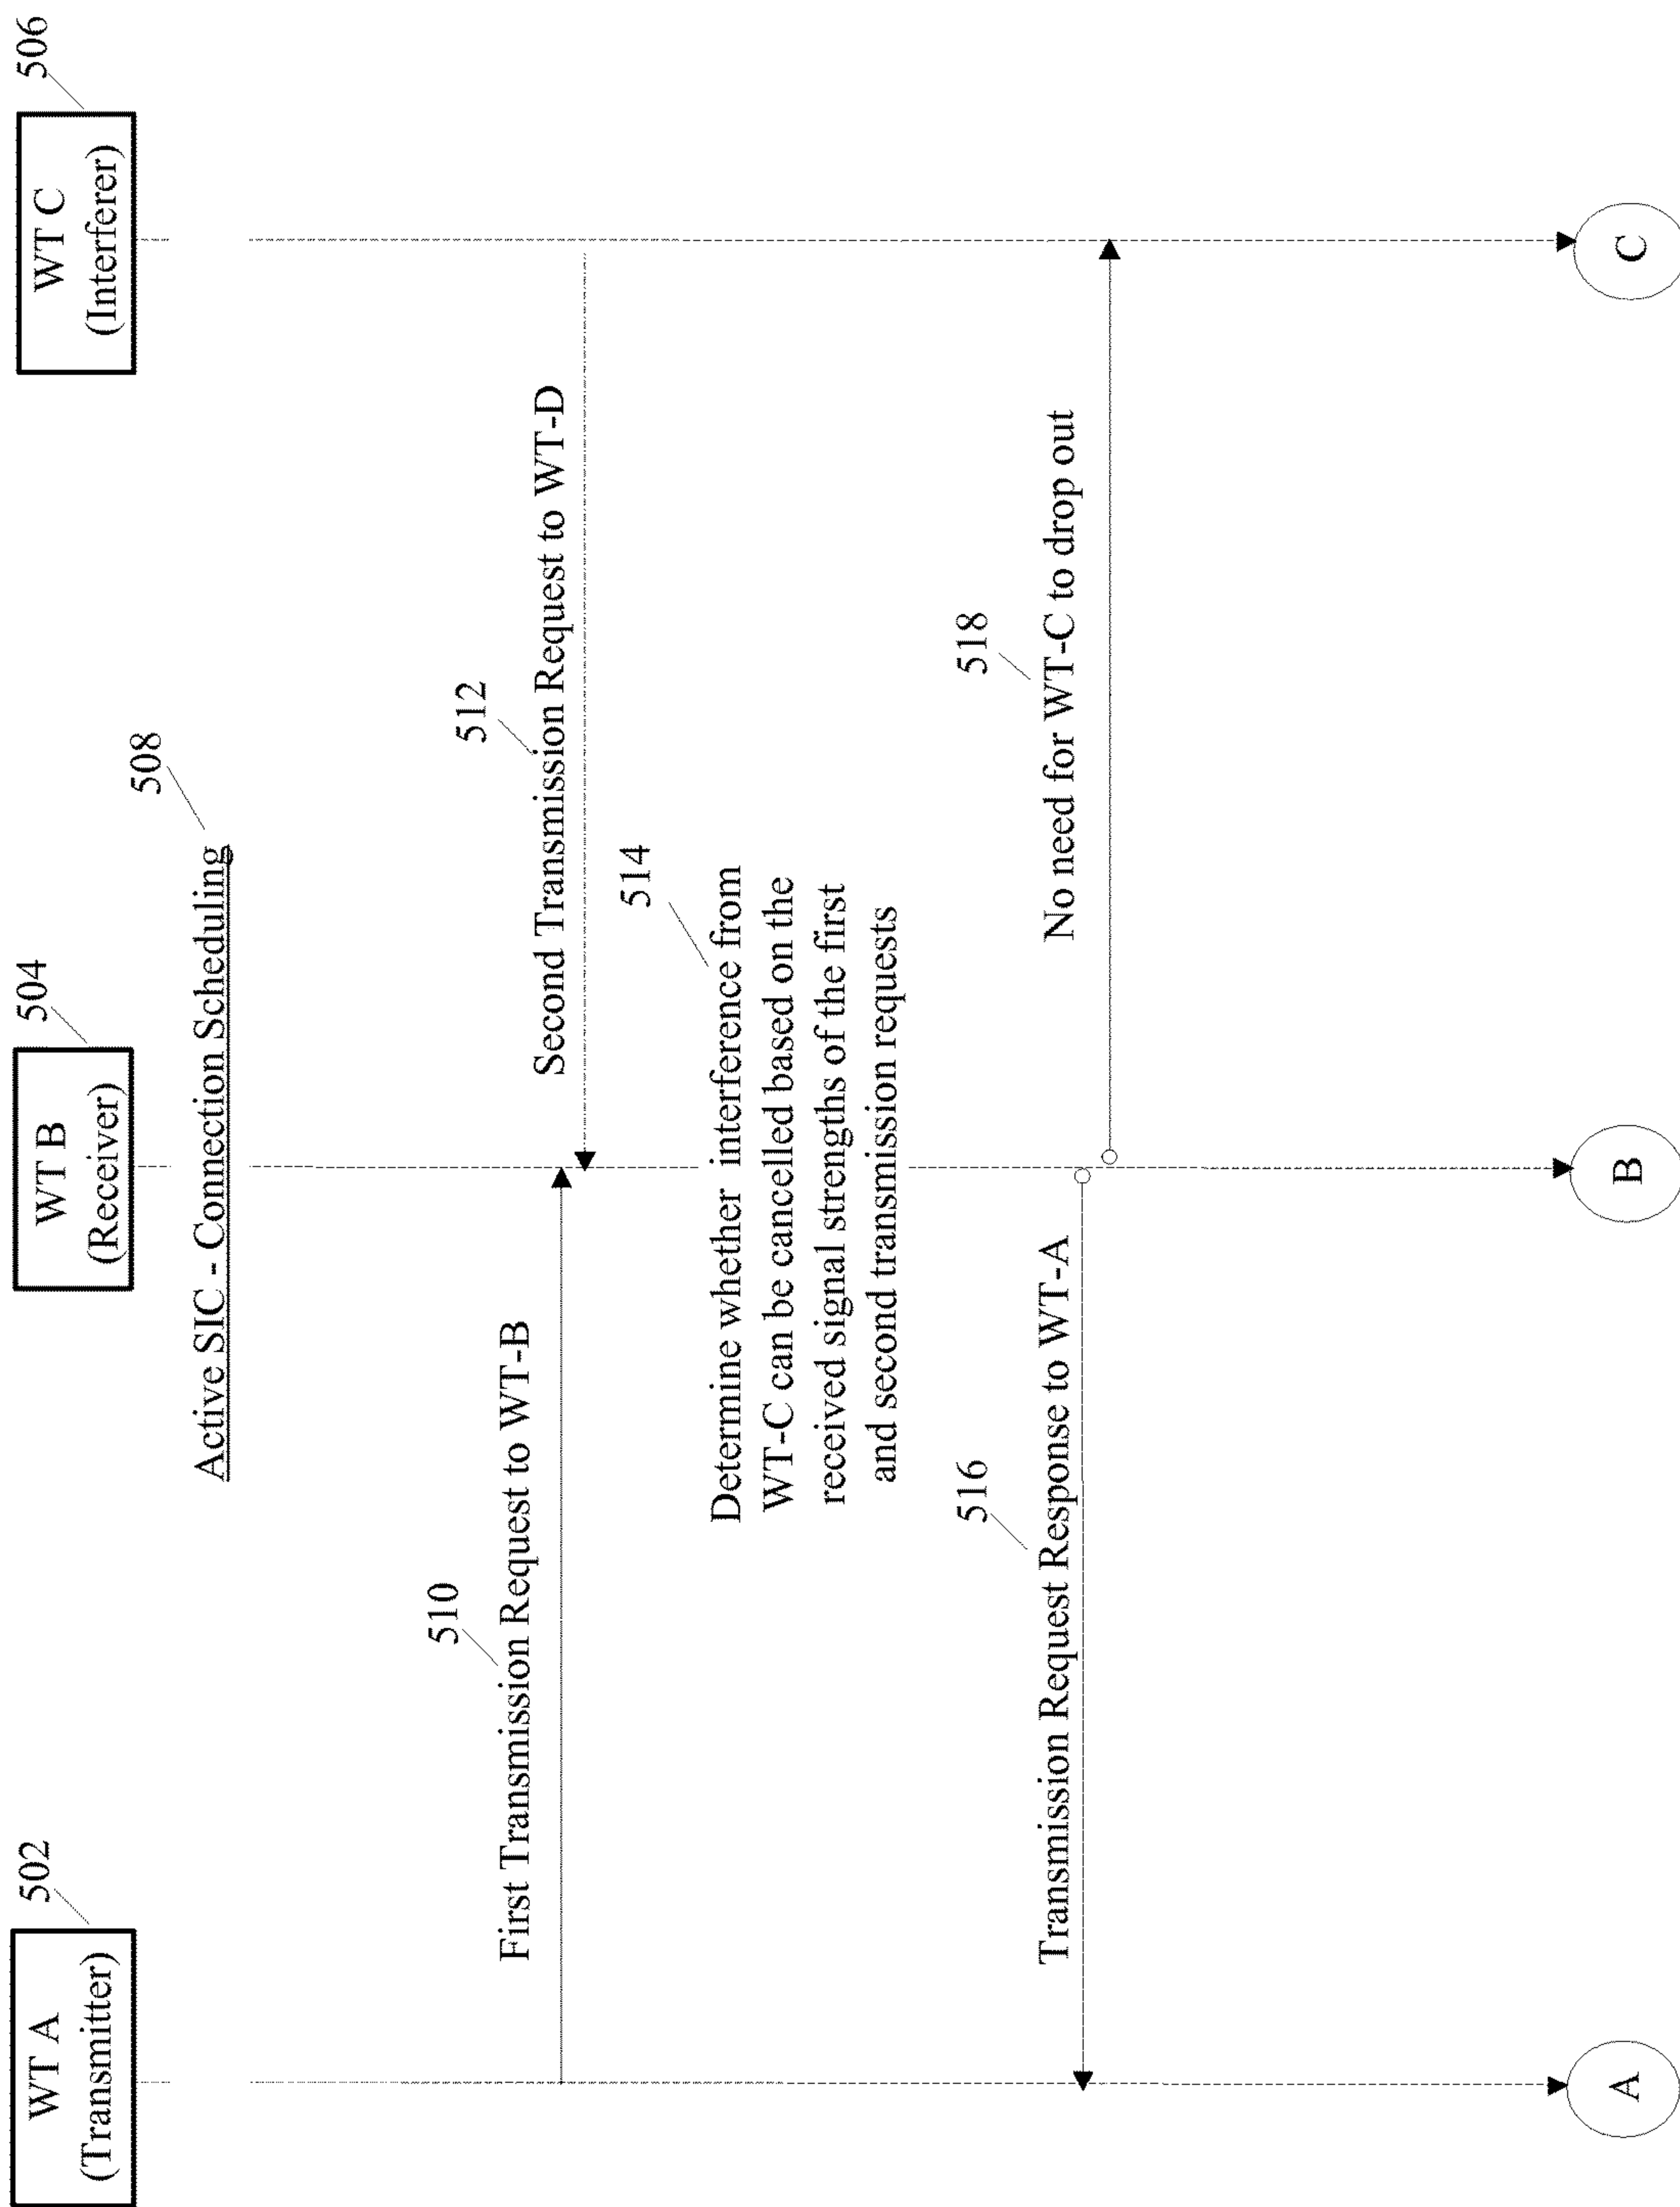 502
WT A
(Transmitter)
504
WT B
(Receiver)
506
WT C
(Interferer)
508
Active SIC - Connection Scheduling
510
First Transmission Request to WT-B
512
Second Transmission Request to WT-D
514
Determine whether interference from
WT-C can be cancelled based on the
received signal strengths of the first
and second transmission requests
516
Transmission Request Response to WT-A
518
No need for WT-C to drop out
A
B
C